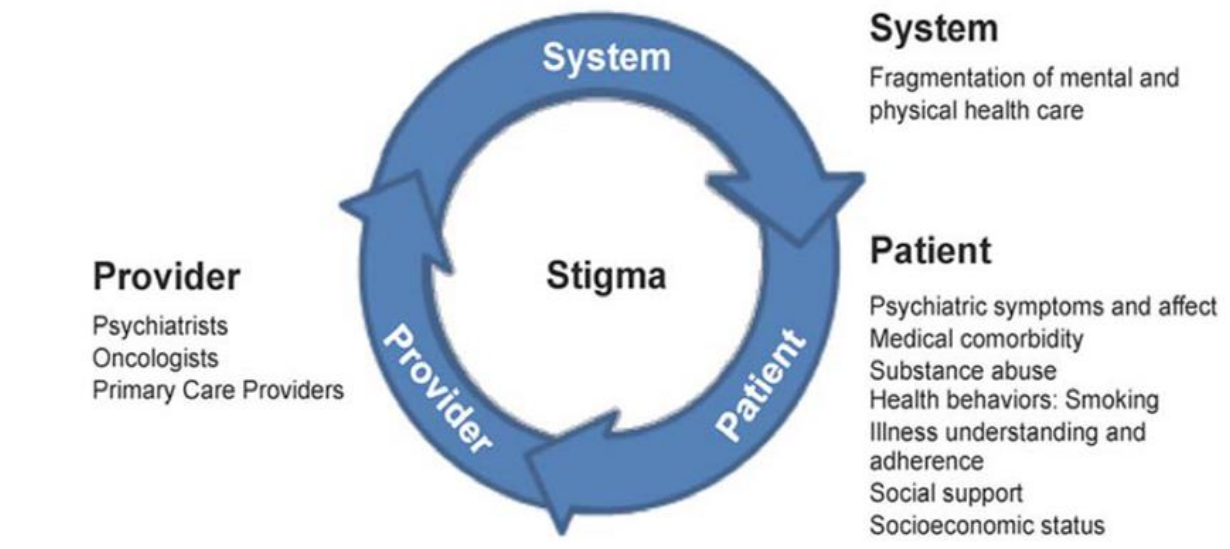 System
System
Fragmentation of mental and
physical health care
Stigma
Provider
Psychiatrists
Oncologists
Primary Care Providers
Provider
Patient
Patient
Psychiatric symptoms and affect
Medical comorbidity
Substance abuse
Health behaviors: Smoking
Illness understanding and
adherence
Social support
Socioeconomic status